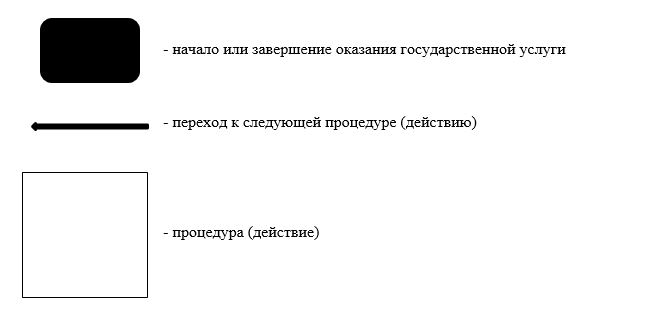 - начало или завершение оказания государственной услуги
- переход к следующей процедуре (действию)
- процедура (действие)